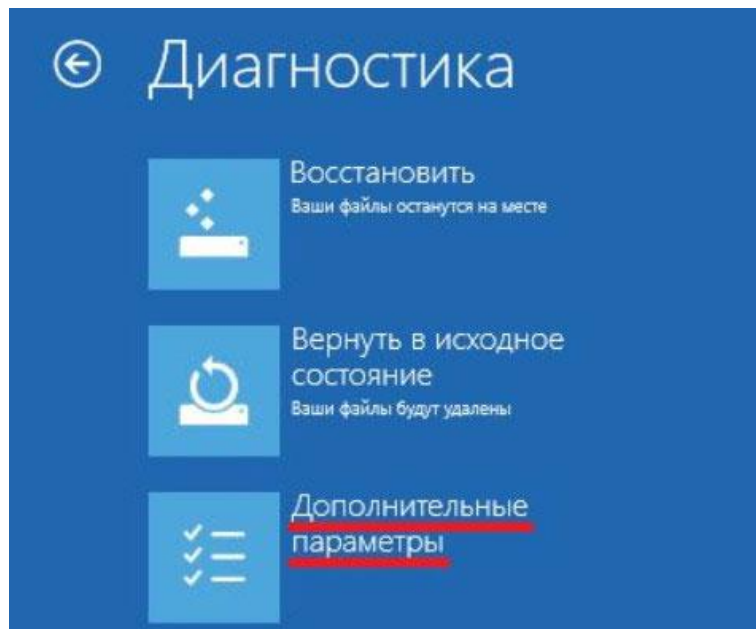 Диагностика
Восстановить
Ваши файлы останутся на месте
Вернуть в исходное
состояние
Ваши файлы будут удалены
Дополнительные
параметры